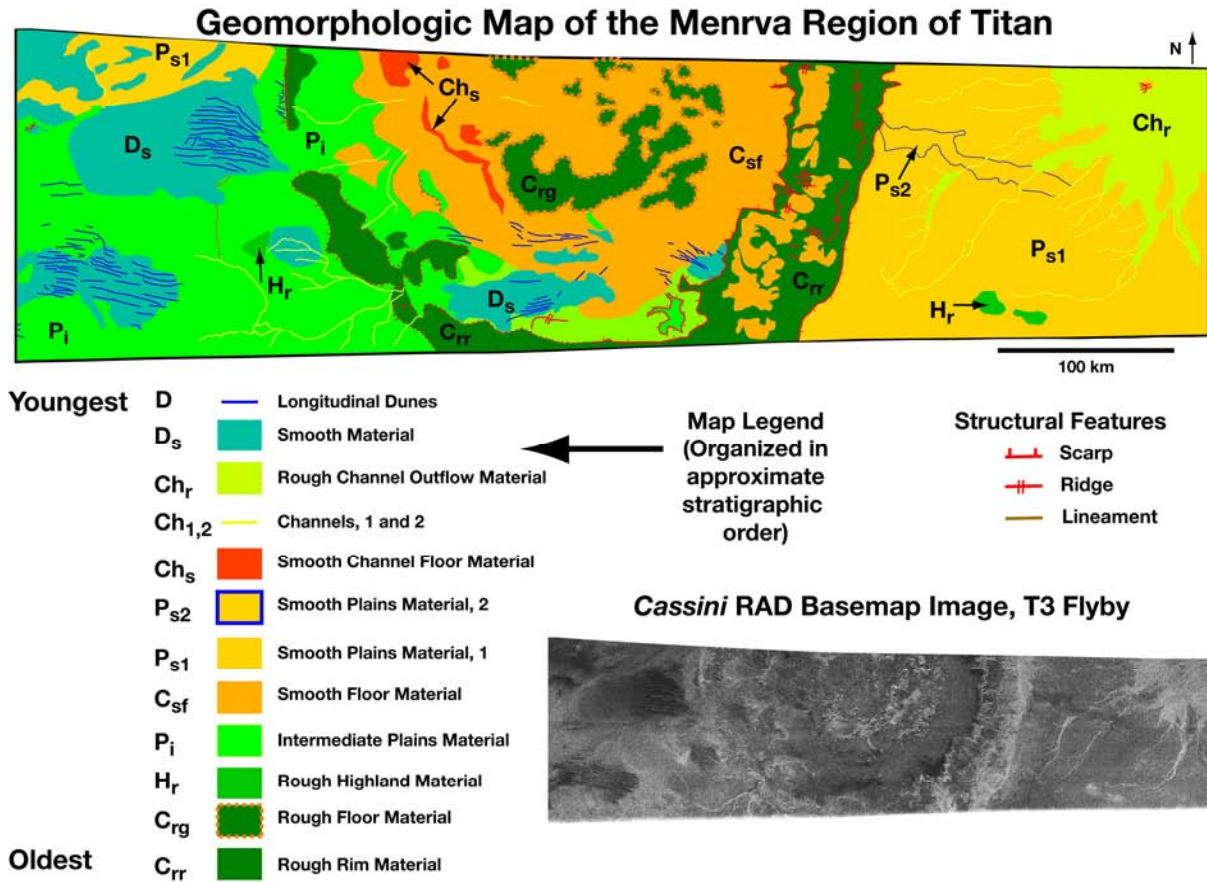 Geomorphologic Map of the Menrva Region of Titan
N
Ps1
Chs
Chr
Ds
Pi
Csf
Ps2
Crg
Ps1
Hr
Ds
Crr
Hr
Pi
Crr
100 km
Youngest
D Longitudinal Dunes
Ds Smooth Material
Chr Rough Channel Outflow Material
Ch1,2 Channels, 1 and 2
Chs Smooth Channel Floor Material
Ps2 Smooth Plains Material, 2
Ps1 Smooth Plains Material, 1
Csf Smooth Floor Material
Pi Intermediate Plains Material
Hr Rough Highland Material
Crg Rough Floor Material
Oldest
Crr Rough Rim Material
Map Legend
(Organized in
approximate
stratigraphic
order)
Structural Features
Scarp
Ridge
Lineament
Cassini RAD Basemap Image, T3 Flyby